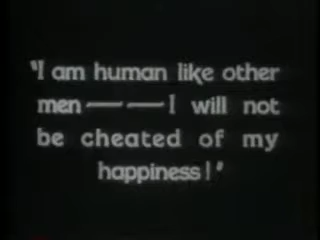 "I am human like other
men — — I will not
be cheated of my
happiness!"